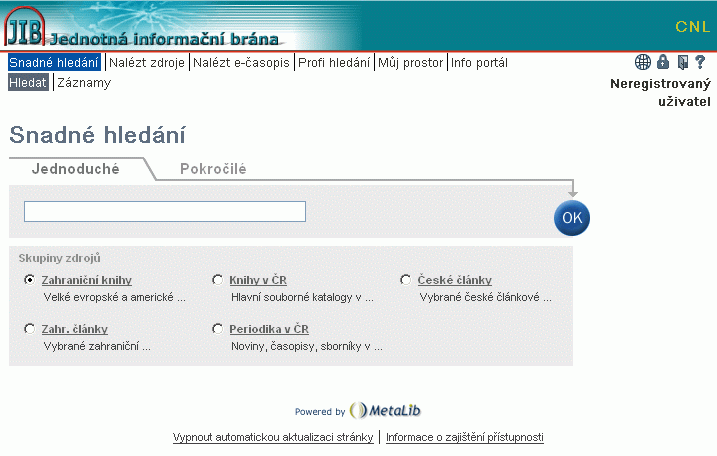 JIB Jednotná informační brána
CNL
Snadné hledání Nalézt zdroje Nalézt e-časopis Profi hledání Můj prostor Info portál
Hledat Záznamy
Neregistrovaný
uživatel
Snadné hledání
Jednoduché Pokročilé
OK
Skupiny zdrojů
Zahraniční knihy Knihy v ČR České články
Velké evropské a americké ... Hlavní souborné katalogy v ... Vybrané české článkové ...
Zahr. články Periodika v ČR
Vybrané zahraniční ... Noviny, časopisy, sborníky v ...
Powered by MetaLib
Vypnout automatickou aktualizaci stránky Informace o zajištění přístupnosti